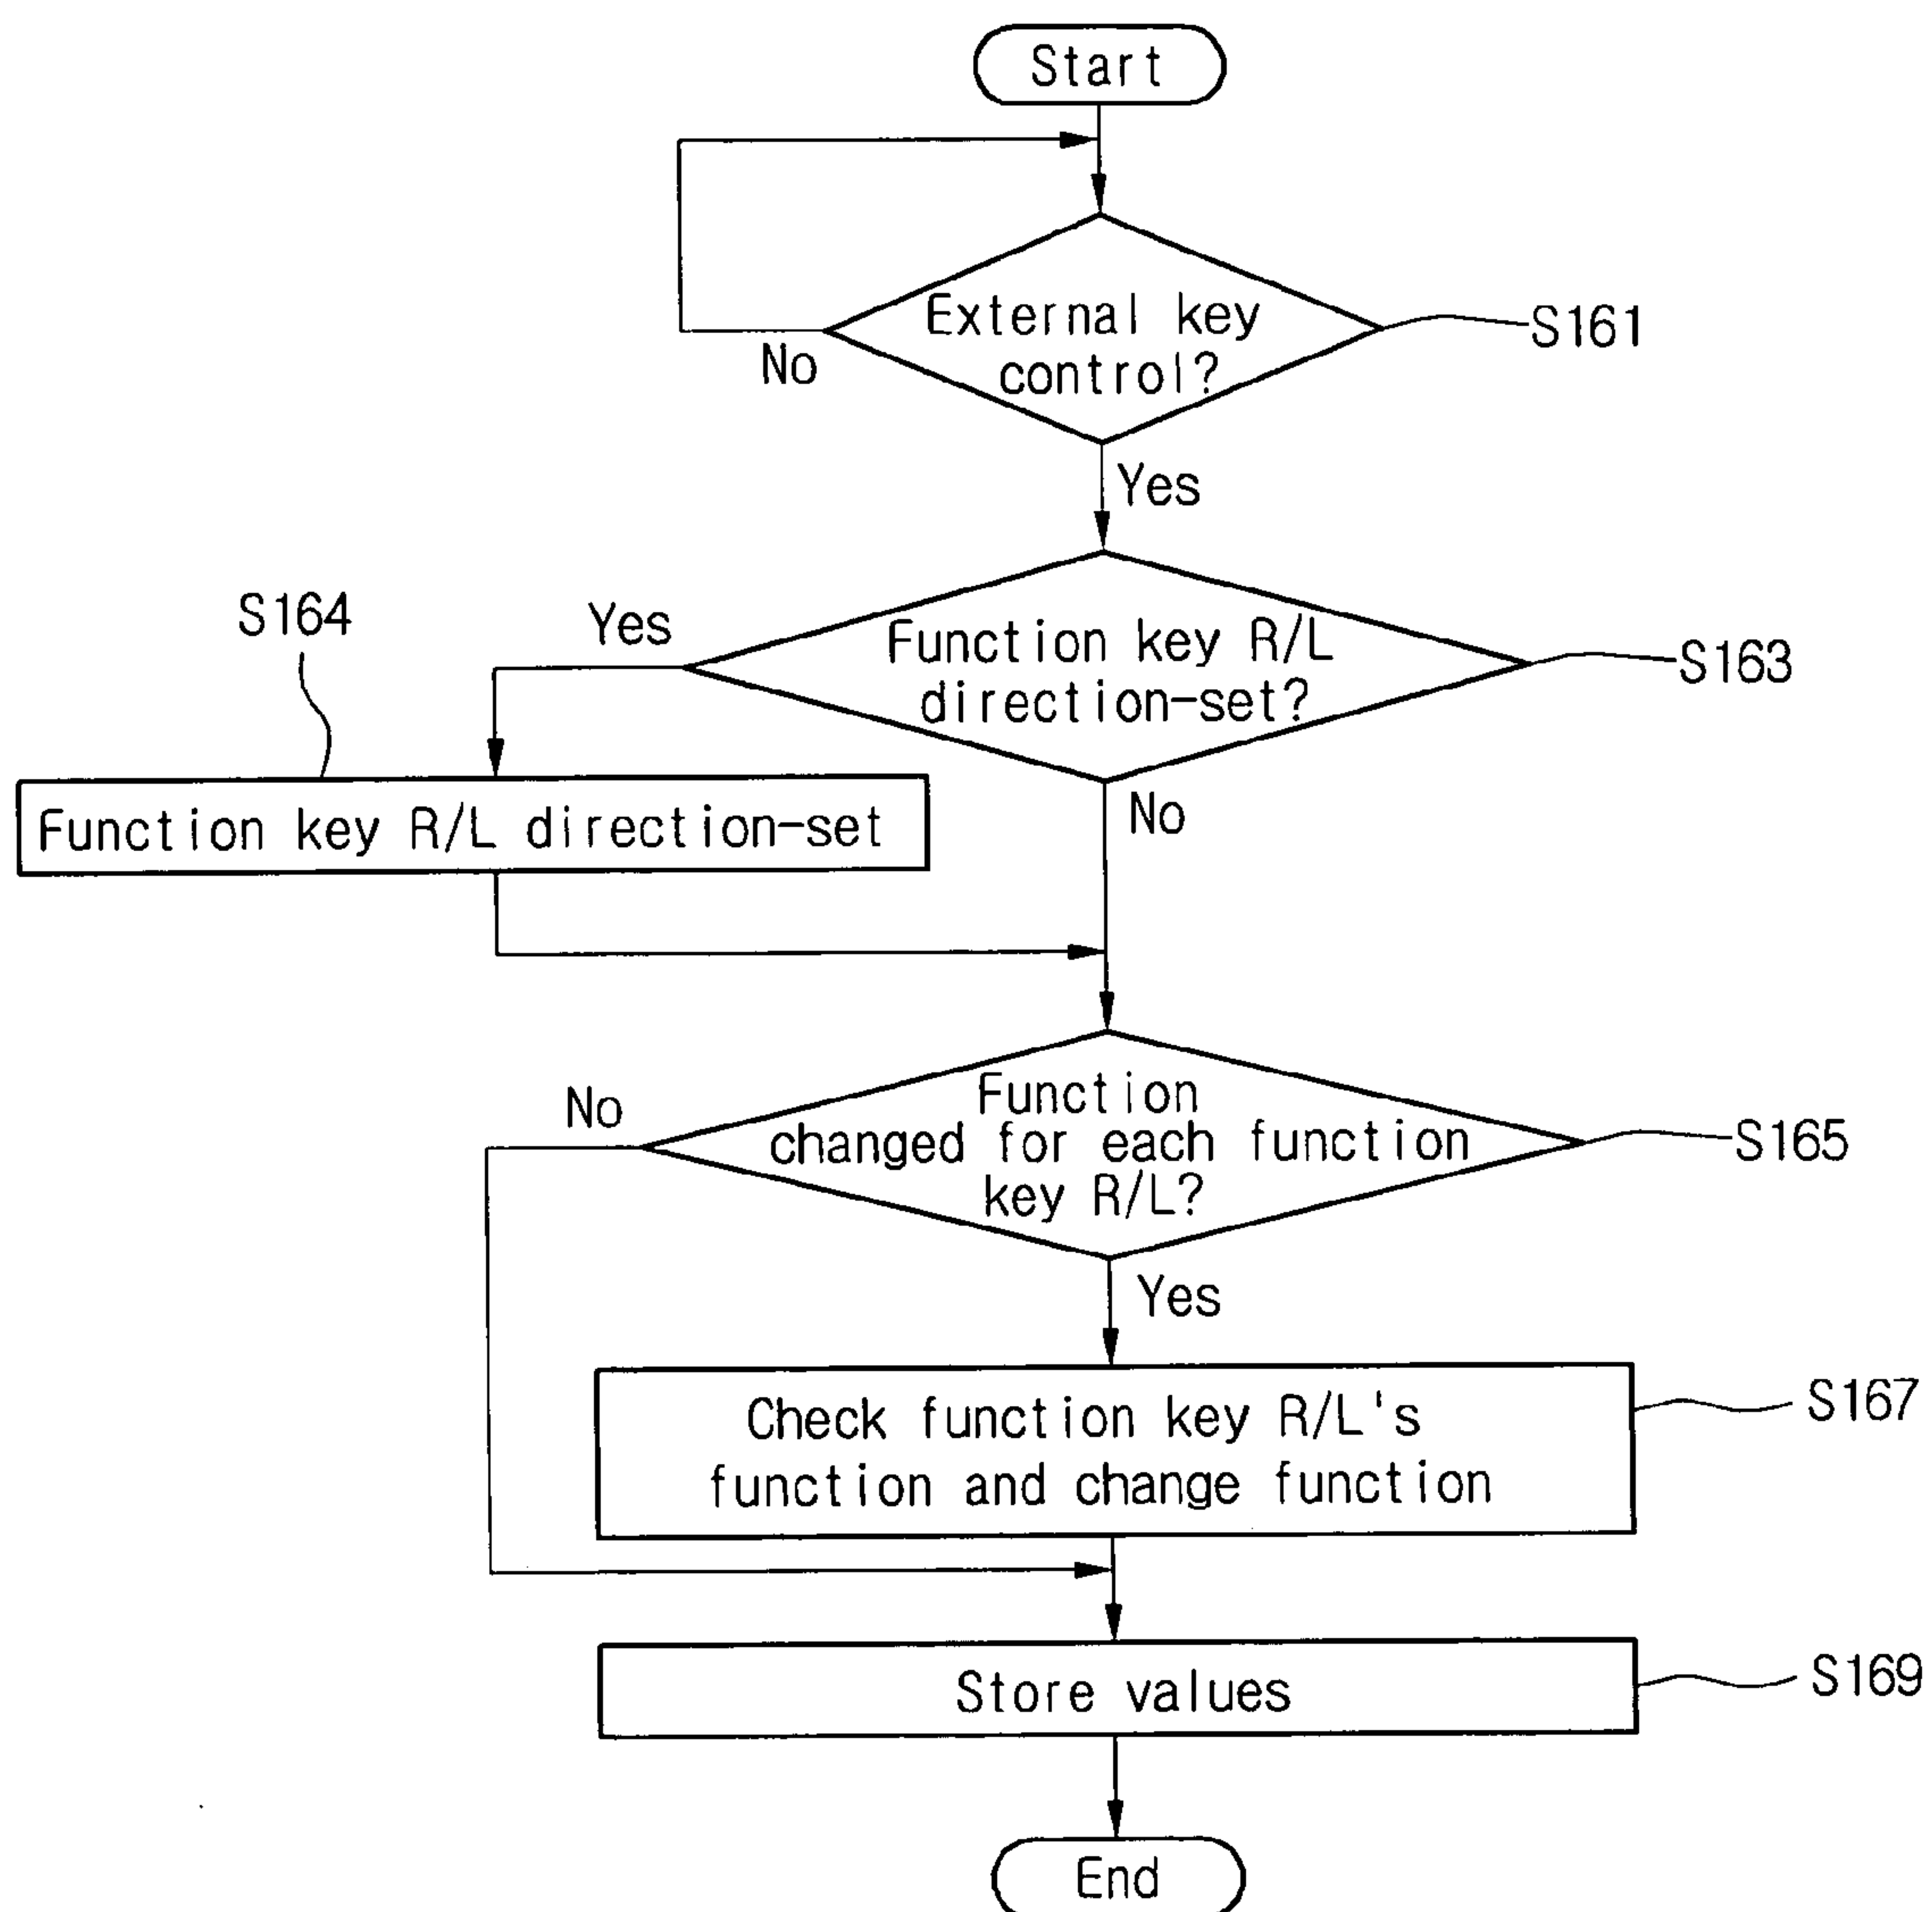 Start
External key
control?
S161
No
Yes
S164
Yes
Function key R/L
direction-set?
S163
Function key R/L direction-set
No
No
Function
changed for each function
key R/L?
S165
Yes
Check function key R/L's
function and change function
S167
Store values
S169
End